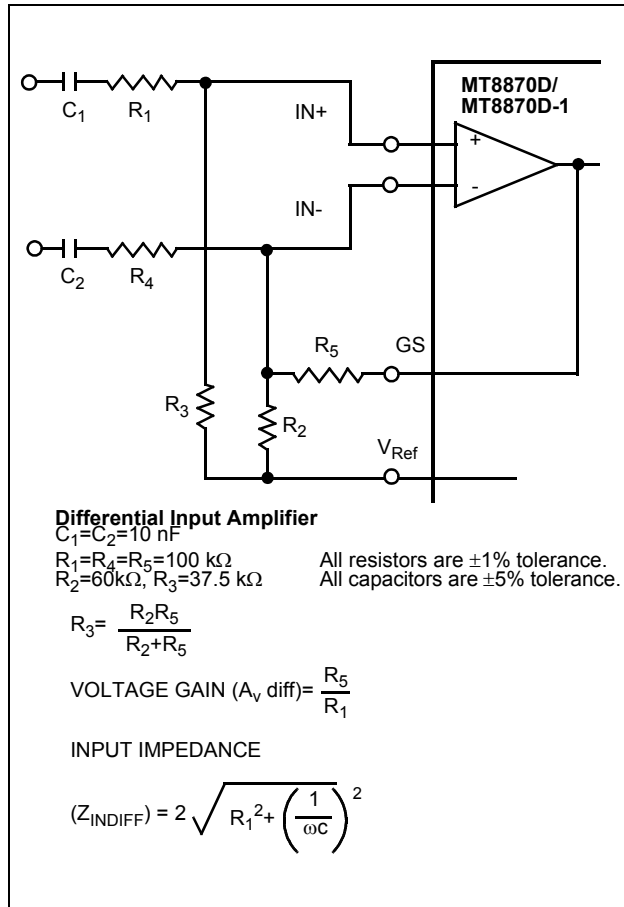 MT8870D/
MT8870D-1
C1 R1 IN+ +
IN- -
C2 R4
R5 GS
R3 R2
VRef
Differential Input Amplifier
C1=C2=10 nF
R1=R4=R5=100 kΩ All resistors are ±1% tolerance.
R2=60kΩ, R3=37.5 kΩ All capacitors are ±5% tolerance.
R3= R2R5
R2+R5
VOLTAGE GAIN (Av diff)= R5
R1
INPUT IMPEDANCE
(ZINDIFF) = 2 √ R1²+ (1/ωc)²